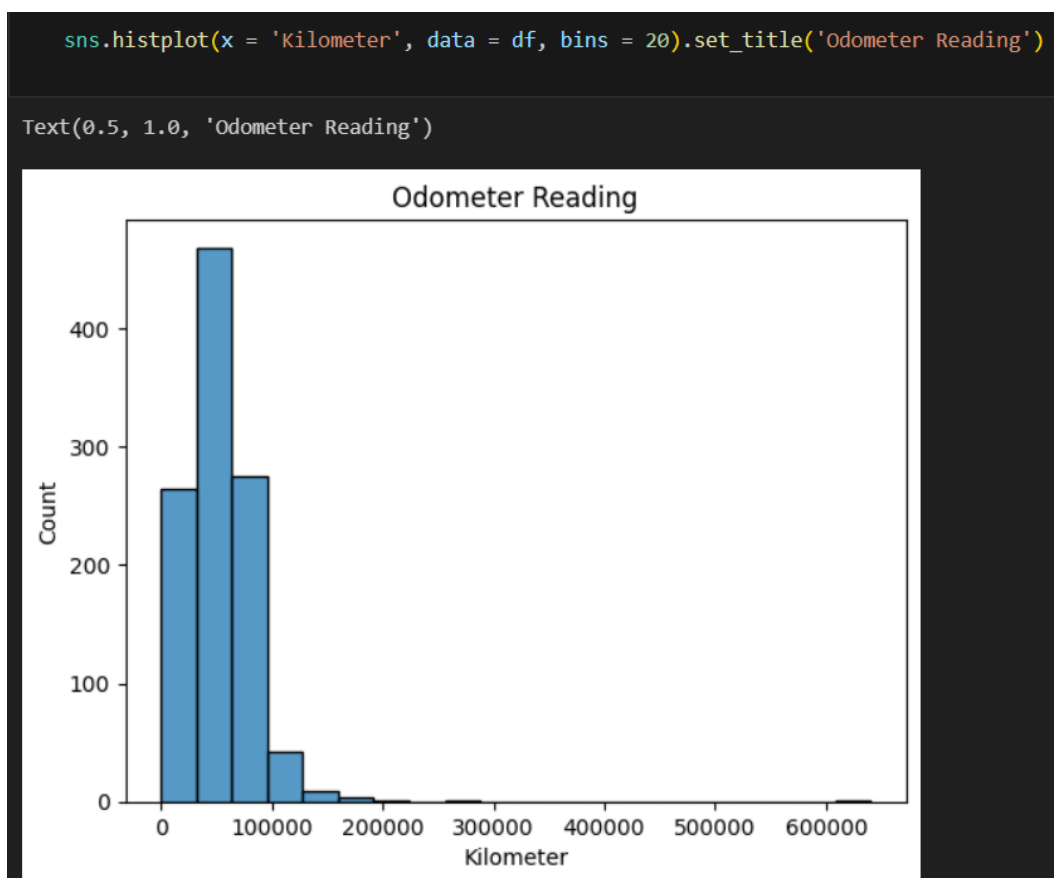 sns.histplot(x = 'Kilometer', data = df, bins = 20).set_title('Odometer Reading')
Text(0.5, 1.0, 'Odometer Reading')
Odometer Reading
Count
400
300
200
100
0
0 100000 200000 300000 400000 500000 600000
Kilometer